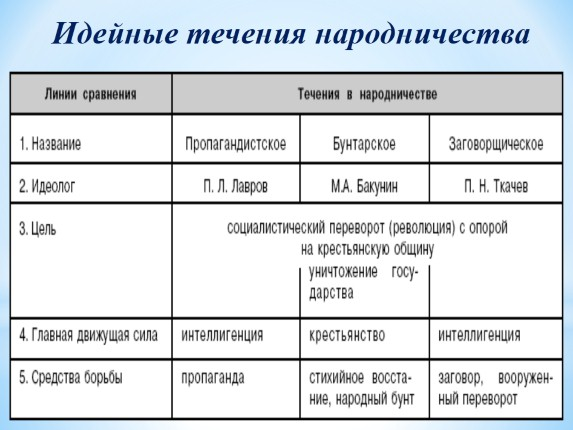 Идейные течения народничества
Линии сравнения Течения в народничестве
1. Название Пропагандистское Бунтарское Заговорщическое
2. Идеолог П. Л. Лавров М.А. Бакунин П. Н. Ткачев
3. Цель социалистический переворот (революция) с опорой
на крестьянскую общину
уничтожение госу-
дарства
4. Главная движущая сила интеллигенция крестьянство интеллигенция
5. Средства борьбы пропаганда стихийное восста- заговор, вооружен-
ние, народный бунт ный переворот